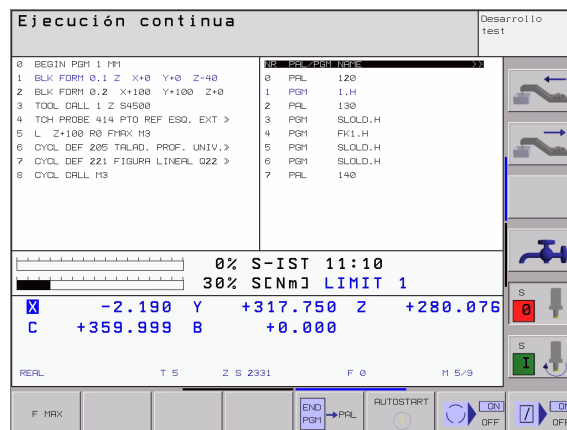 Ejecución continua
Desarrollo
test
0 BEGIN PGM 1 MM
1 BLK FORM 0.1 Z X+0 Y+0 Z-40
2 BLK FORM 0.2 X+100 Y+100 Z+0
3 TOOL CALL 1 Z S4500
4 TCH PROBE 414 PTO REF ESQ. EXT »
5 L Z+100 R0 FMAX M3
6 CYCL DEF 205 TALAD. PROF. UNIV.»
7 CYCL DEF 221 FIGURA LINEAL Q22 »
8 CYCL CALL M3
NR PAL/PGM NAME >>
0 PAL 120
1 PGM 1.H
2 PAL 130
3 PGM SLOLD.H
4 PGM FK1.H
5 PGM SLOLD.H
6 PGM SLOLD.H
7 PAL 140
0% S-IST 11:10
30% S[Nm] LIMIT 1
X -2.190 Y +317.750 Z +280.076
C +359.999 B +0.000
REAL T 5 Z S 2331 F 0 M 5/9
S
0
S
I
F MAX
END PGM → PAL
AUTOSTART
ON
OFF
ON
OFF